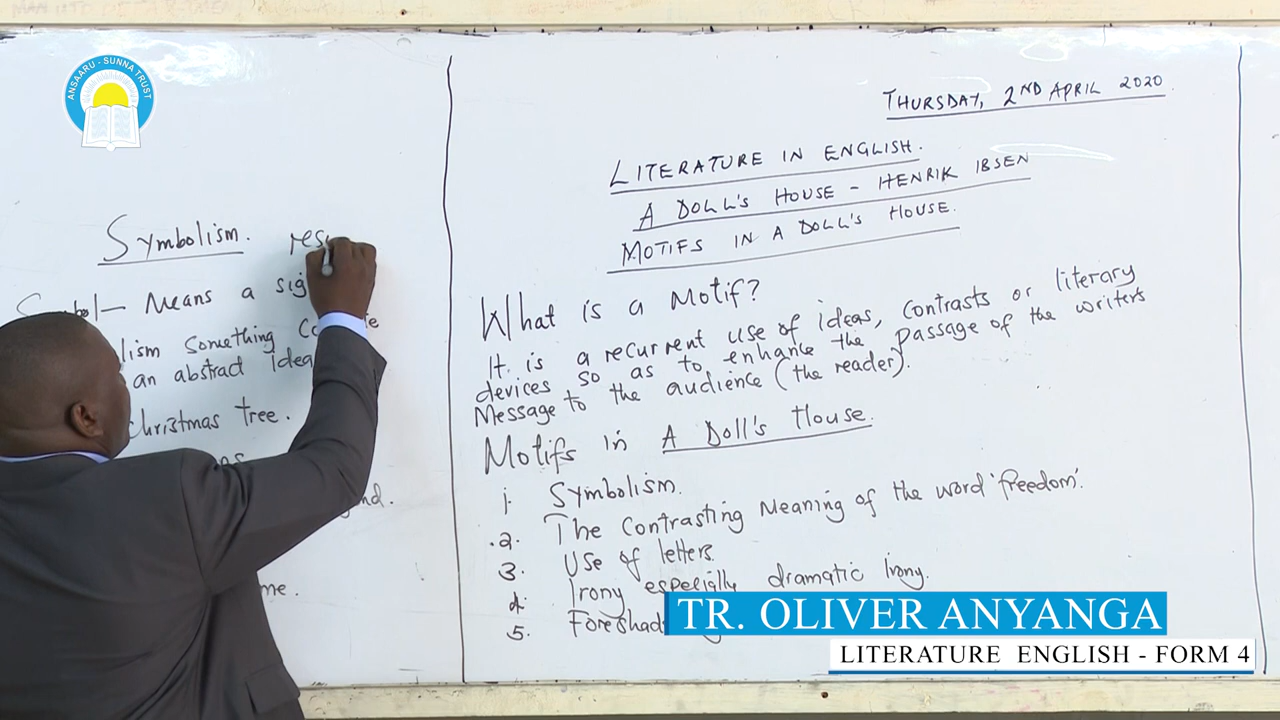 ANSAARU - SUNNA TRUST
Symbolism. res
Means a sig
lism something
an abstract Idea
christmas tree.
me.
THURSDAY, 2ND APRIL 2020
LITERATURE IN ENGLISH.
A DOLL'S HOUSE - HENRIK IBSEN
MOTIFS IN A DOLL'S HOUSE.
What is a Motif?
It is a recurrent use of ideas, contrasts or literary
devices so as to enhance the passage of the writers
Message to the audience (the reader).
Motifs in A Doll's House.
1. Symbolism.
2. The contrasting Meaning of the word 'freedom'.
3. Use of letters.
4. Irony especially dramatic Irony.
5. Foreshad
TR. OLIVER ANYANGA
LITERATURE ENGLISH - FORM 4